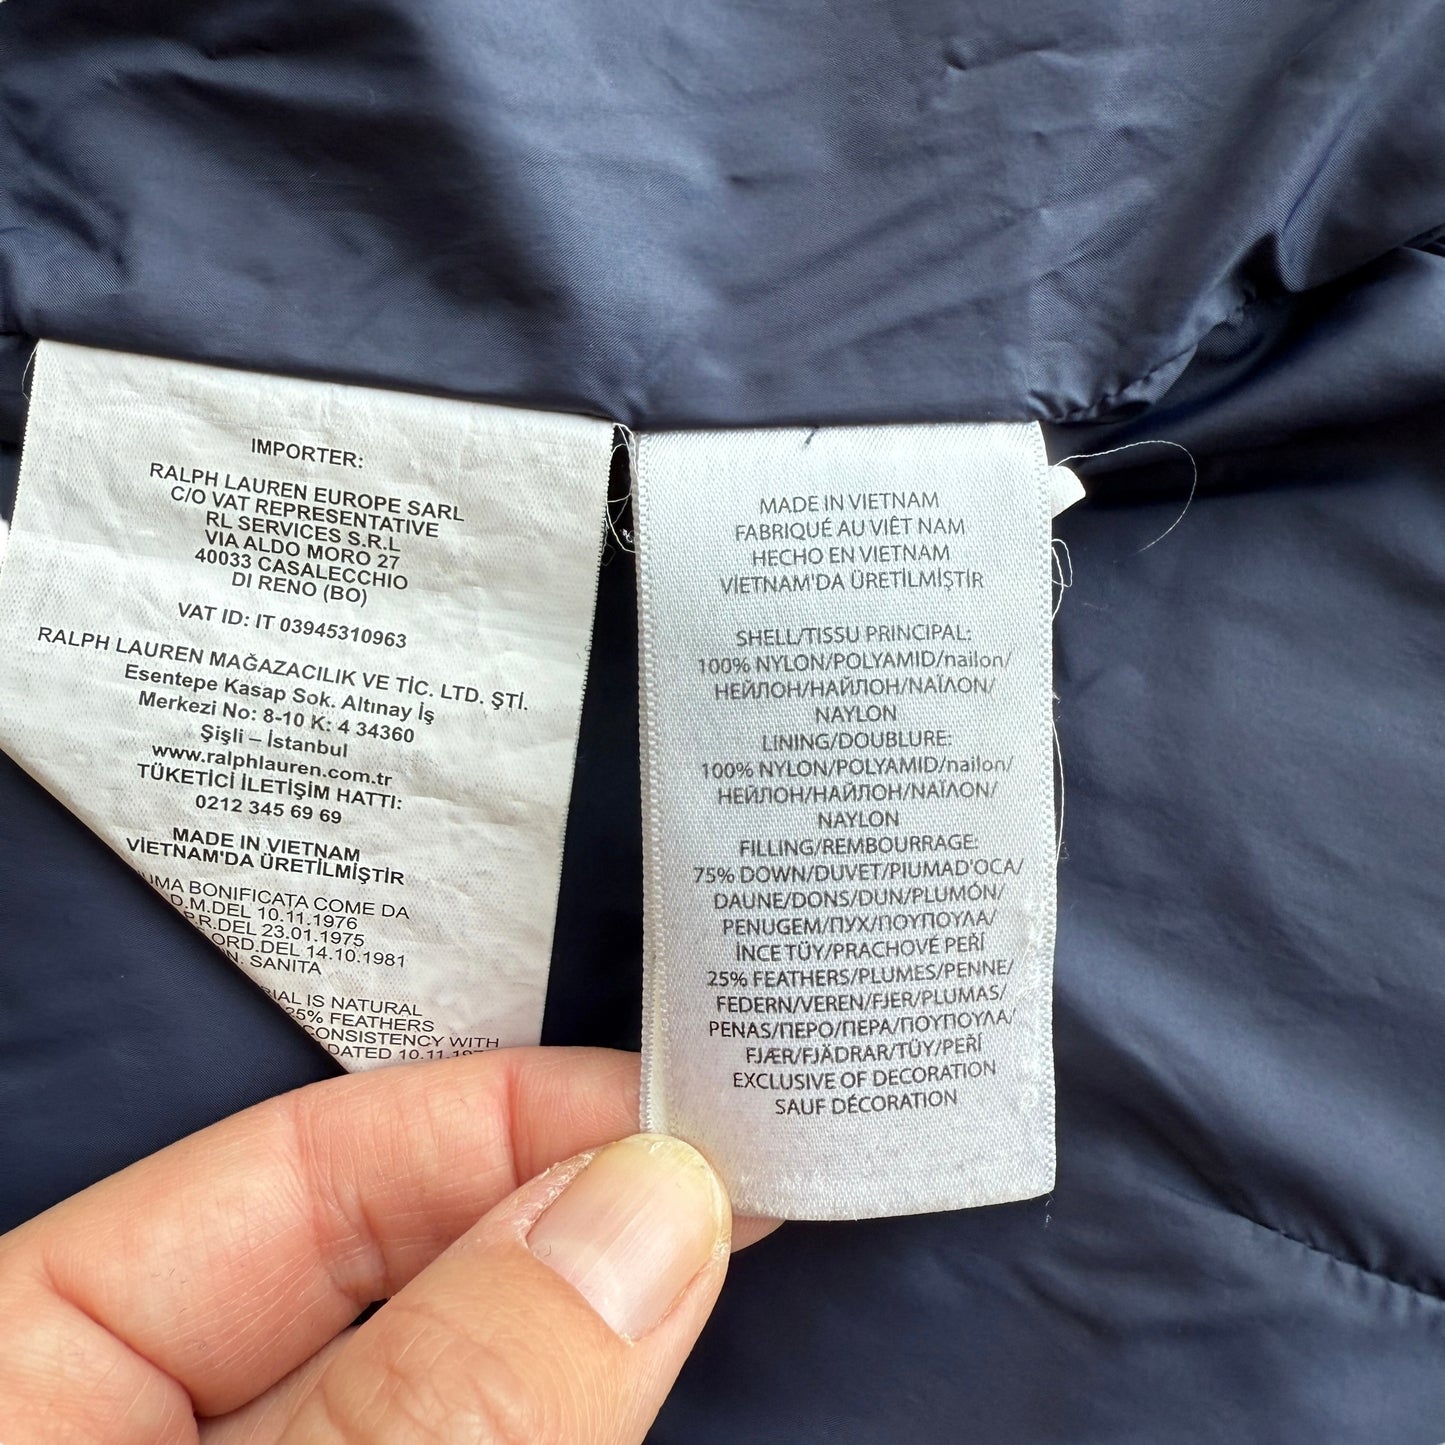 IMPORTER:
RALPH LAUREN EUROPE SARL
C/O VAT REPRESENTATIVE
RL SERVICES S.R.L
VIA ALDO MORO 27
40033 CASALECCHIO
DI RENO (BO)
VAT ID: IT 03945310963
RALPH LAUREN MAĞAZACILIK VE TİC. LTD. ŞTİ.
Esentepe Kasap Sok. Altınay İş
Merkezi No: 8-10 K: 4 34360
Şişli – İstanbul
www.ralphlauren.com.tr
TÜKETİCİ İLETİŞİM HATTI:
0212 345 69 69
MADE IN VIETNAM
VİETNAM'DA ÜRETİLMİŞTİR
BONIFICATA COME DA
D.M.DEL 10.11.1976
DEL 23.01.1975
ORD.DEL 14.10.1981
SANITA
IS NATURAL
25% FEATHERS
WITH
DATED
MADE IN VIETNAM
FABRIQUÉ AU VIÊT NAM
HECHO EN VIETNAM
VİETNAM'DA ÜRETİLMİŞTİR
SHELL/TISSU PRINCIPAL:
100% NYLON/POLYAMID/nailon/
НЕЙЛОН/НАЙЛОН/ΝΑΪΛΟΝ/
NAYLON
LINING/DOUBLURE:
100% NYLON/POLYAMID/nailon/
НЕЙЛОН/НАЙЛОН/ΝΑΪΛΟΝ/
NAYLON
FILLING/REMBOURRAGE:
75% DOWN/DUVET/PIUMAD'OCA/
DAUNE/DONS/DUN/PLUMÓN/
PENUGEM/ПУХ/ΠΟΥΠΟΥΛΑ/
İNCE TÜY/PRACHOVÉ PEŘÍ
25% FEATHERS/PLUMES/PENNE/
FEDERN/VEREN/FJER/PLUMAS/
PENAS/ПЕРО/ПЕРА/ΠΟΥΠΟΥΛΑ/
FJÆR/FJÄDRAR/TÜY/PEŘÍ
EXCLUSIVE OF DECORATION
SAUF DÉCORATION